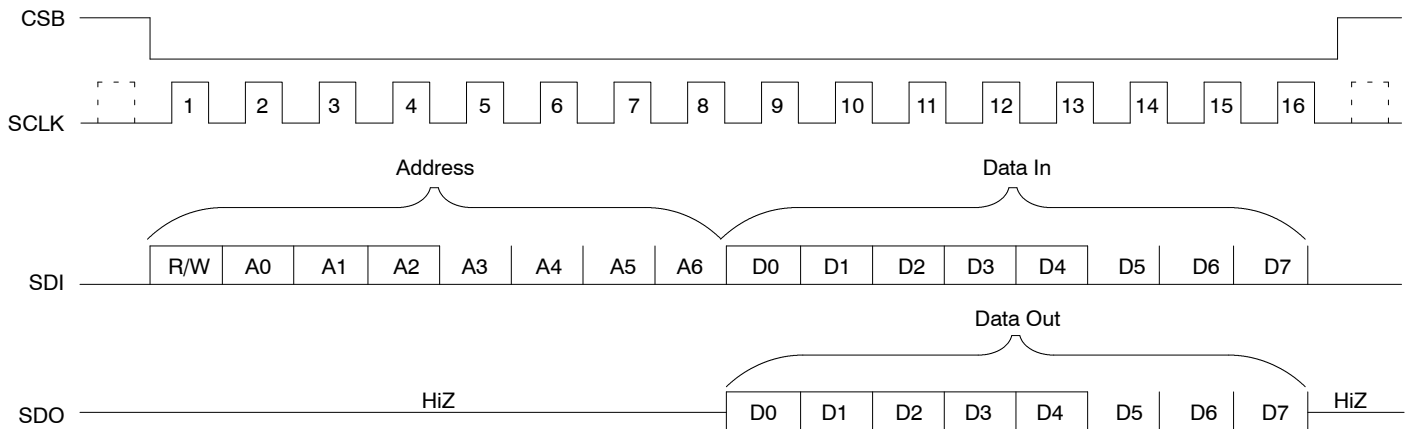 CSB
SCLK
1 2 3 4 5 6 7 8 9 10 11 12 13 14 15 16
Address
Data In
SDI
R/W A0 A1 A2 A3 A4 A5 A6 D0 D1 D2 D3 D4 D5 D6 D7
Data Out
SDO
HiZ
D0 D1 D2 D3 D4 D5 D6 D7
HiZ